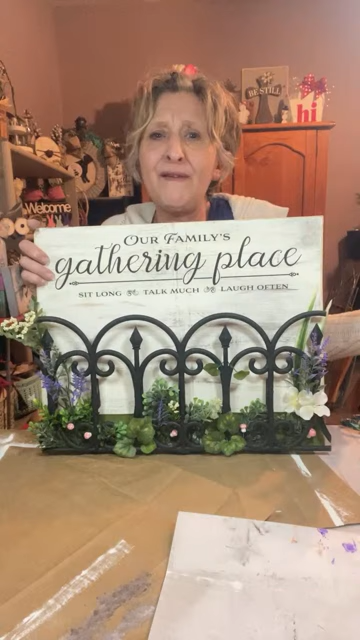 BE STILL
hi
Welcome
OUR FAMILY'S
gathering place
SIT LONG TALK MUCH LAUGH OFTEN